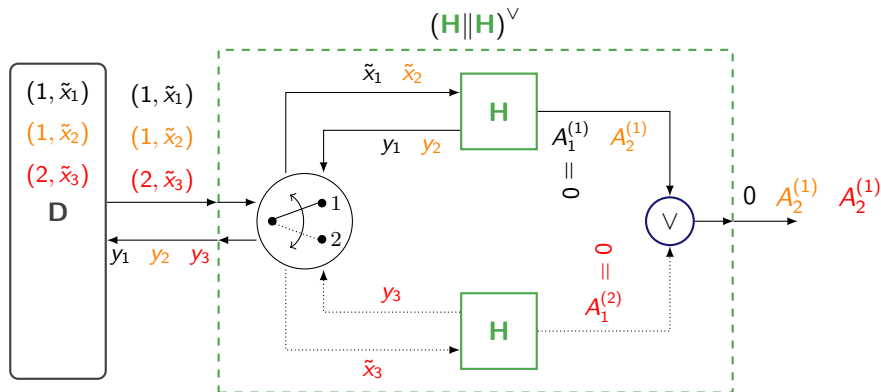 (H∥H)^∨
(1, x̃₁) (1, x̃₁) x̃₁ x̃₂ H
(1, x̃₂) (1, x̃₂) y₁ y₂ A₁⁽¹⁾ A₂⁽¹⁾
(2, x̃₃) (2, x̃₃) = 0
D 1 ∨ 0 A₂⁽¹⁾ A₂⁽¹⁾
2
y₁ y₂ y₃ = 0
y₃ H A₁⁽²⁾
x̃₃